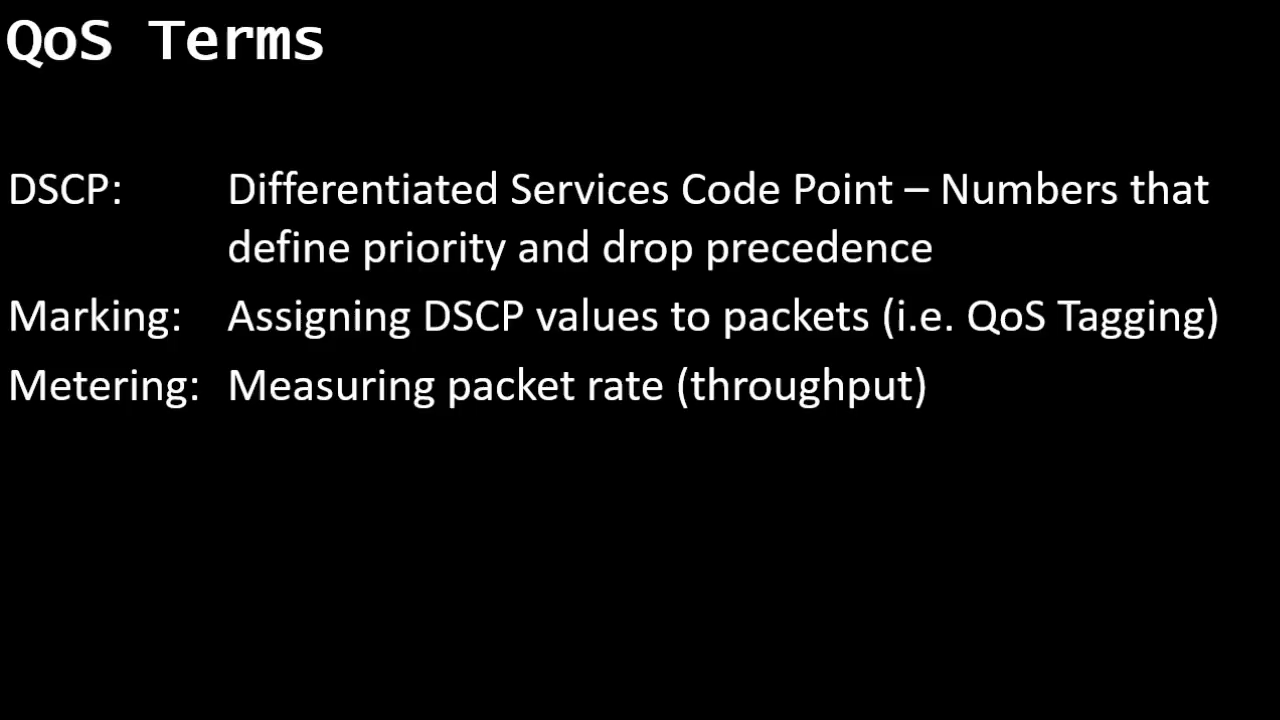 QoS Terms
DSCP: Differentiated Services Code Point – Numbers that
define priority and drop precedence
Marking: Assigning DSCP values to packets (i.e. QoS Tagging)
Metering: Measuring packet rate (throughput)